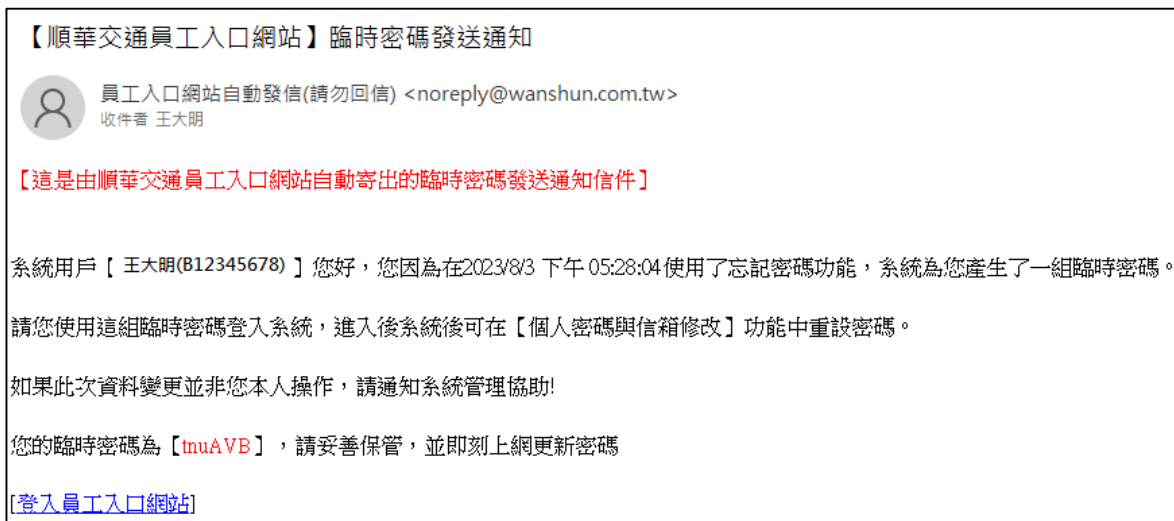 【順華交通員工入口網站】臨時密碼發送通知
員工入口網站自動發信(請勿回信) <noreply@wanshun.com.tw>
收件者 王大明
【這是由順華交通員工入口網站自動寄出的臨時密碼發送通知信件】
系統用戶【 王大明(B12345678) 】您好，您因為在2023/8/3 下午 05:28:04使用了忘記密碼功能，系統為您產生了一組臨時密碼。
請您使用這組臨時密碼登入系統，進入後系統後可在【個人密碼與信箱修改】功能中重設密碼。
如果此次資料變更並非您本人操作，請通知系統管理協助!
您的臨時密碼為【tnuAVB】，請妥善保管，並即刻上網更新密碼
[登入員工入口網站]